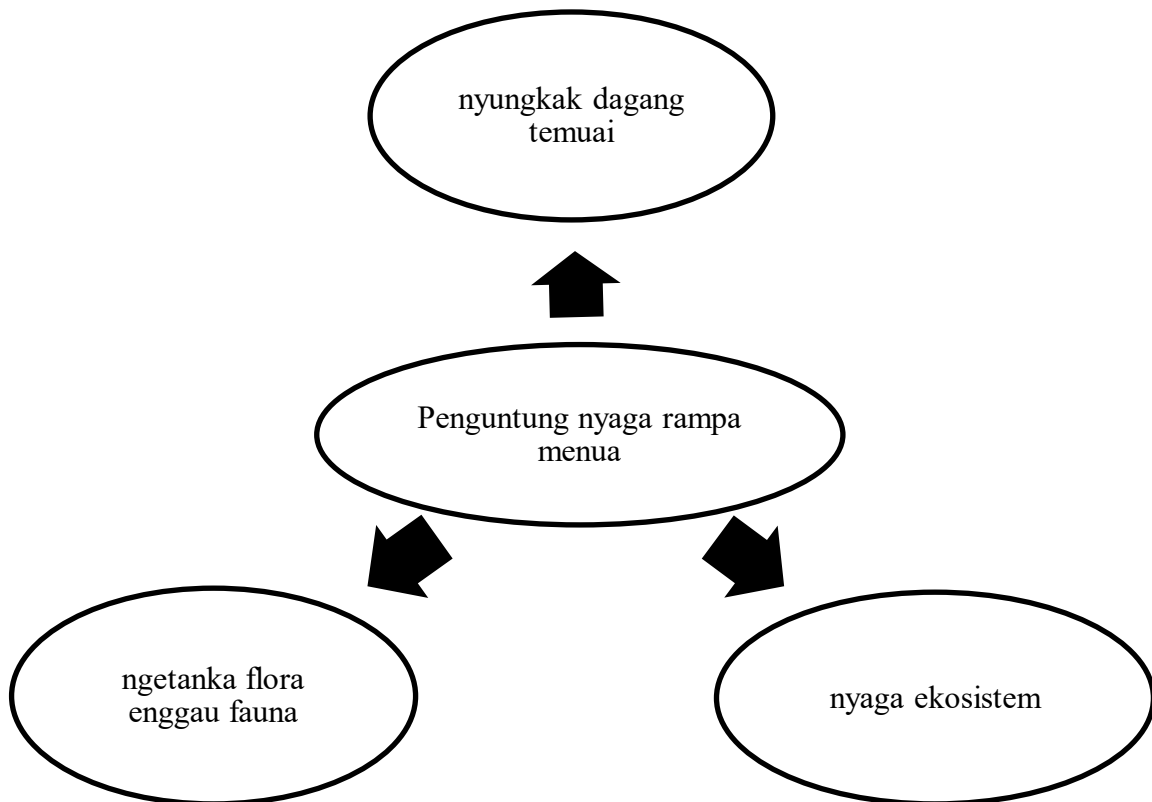 nyungkak dagang
temuai
Penguntung nyaga rampa
menua
ngetanka flora
enggau fauna
nyaga ekosistem